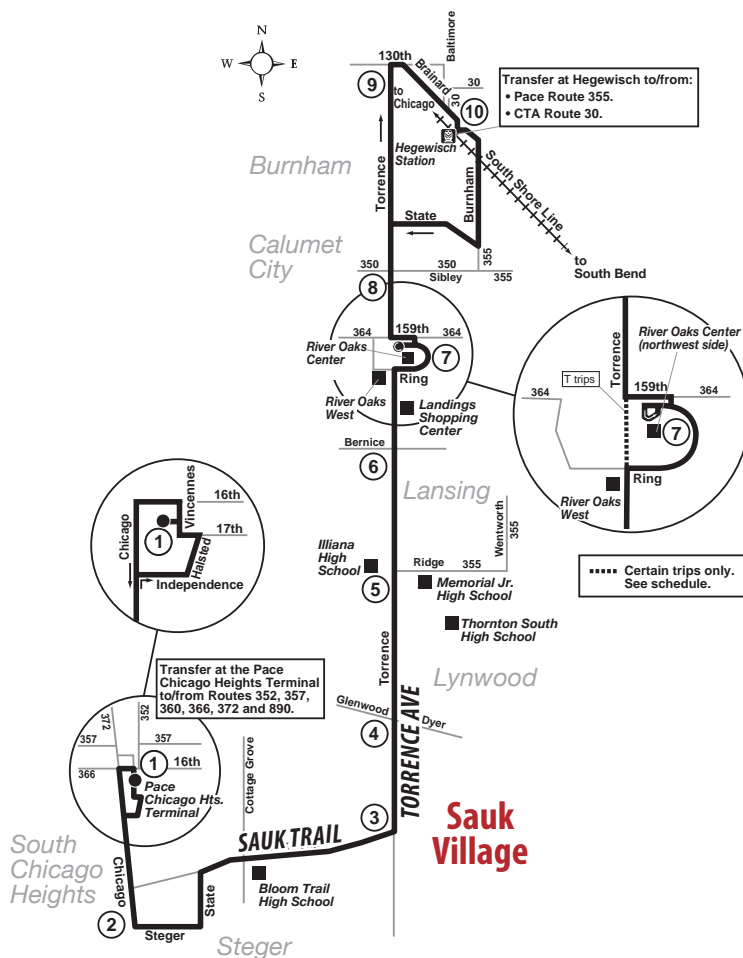 N
W
E
S
130th
Baltimore
Brainard
30
30
9
10
to
Chicago
Transfer at Hegewisch to/from:
• Pace Route 355.
• CTA Route 30.
Hegewisch
Station
Burnham
Torrence
Burnham
South Shore Line
State
Calumet
City
355
350
350
Sibley
355
to
South Bend
8
364
159th
364
River Oaks
Center
7
Ring
River Oaks
West
Landings
Shopping
Center
Torrence
River Oaks Center
(northwest side)
T trips
159th
364
364
7
Ring
River Oaks
West
Bernice
6
Lansing
Wentworth
355
Vincennes
16th
1
17th
Chicago
Halsted
Independence
Illiana
High
School
Ridge
355
5
Memorial Jr.
High School
Certain trips only.
See schedule.
Thornton South
High School
Torrence
Lynwood
Transfer at the Pace
Chicago Heights Terminal
to/from Routes 352, 357,
360, 366, 372 and 890.
Glenwood
Dyer
4
TORRENCE AVE
372
352
357
357
1
366
16th
Pace
Chicago Hts.
Terminal
Cottage Grove
3
Sauk
Village
SAUK TRAIL
South
Chicago
Heights
Chicago
State
Bloom Trail
High School
2
Steger
Steger